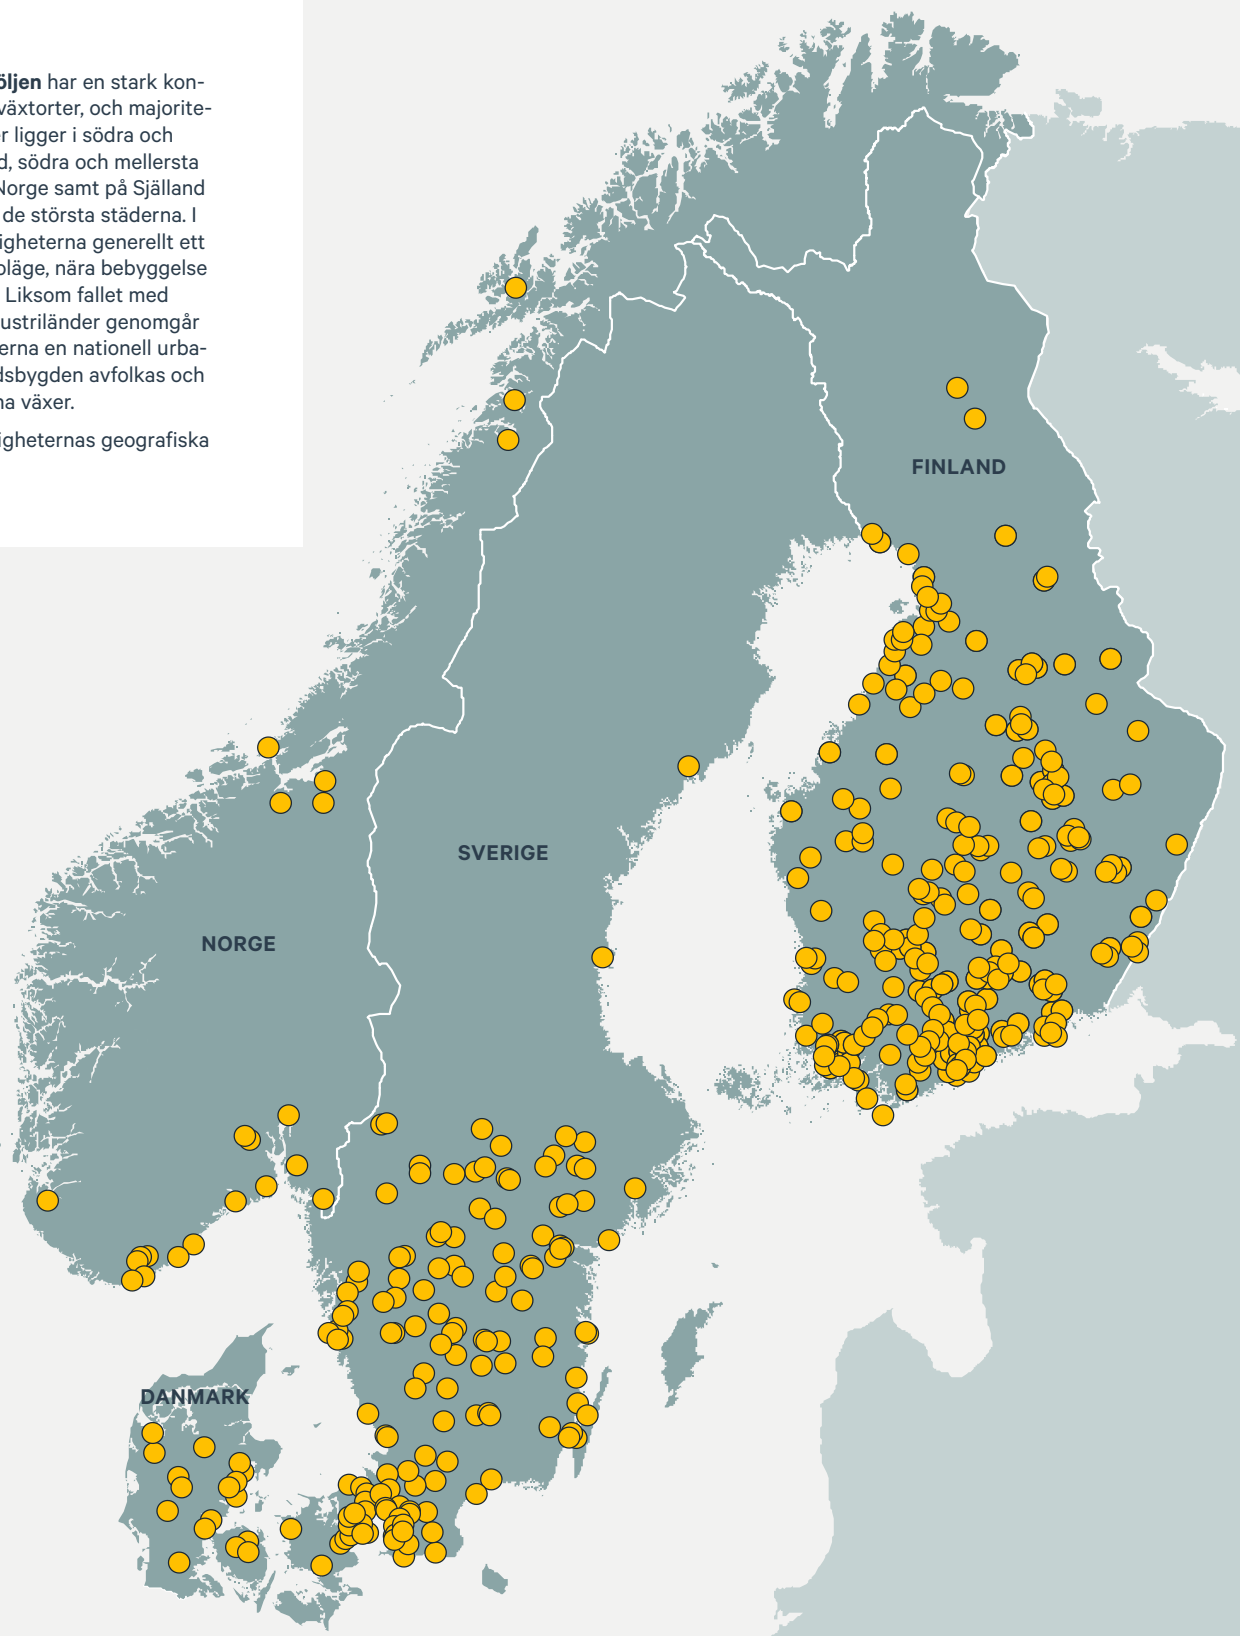 öljen har en stark kon-
växtorter, och majorite-
r ligger i södra och
d, södra och mellersta
Norge samt på Själland
de största städerna. I
igheterna generellt ett
oläge, nära bebyggelse
Liksom fallet med
ustriländer genomgår
erna en nationell urba-
dsbygden avfolkas och
na växer.
igheternas geografiska
FINLAND
SVERIGE
NORGE
DANMARK